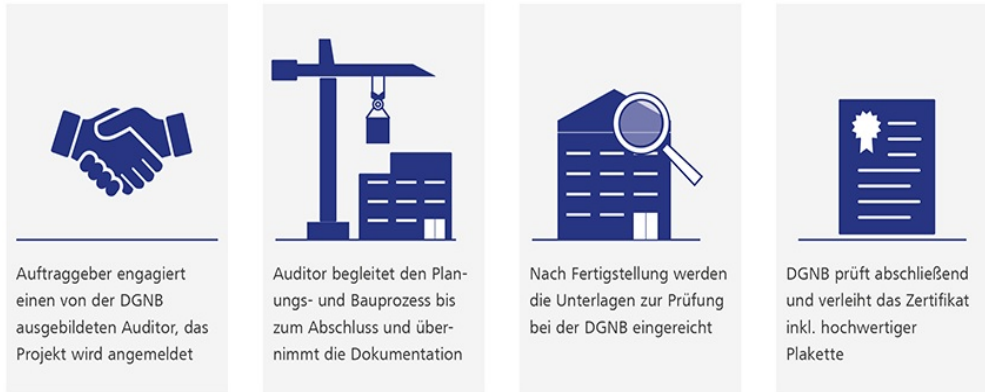 Auftraggeber engagiert
einen von der DGNB
ausgebildeten Auditor, das
Projekt wird angemeldet
Auditor begleitet den Plan-
ungs- und Bauprozess bis
zum Abschluss und über-
nimmt die Dokumentation
Nach Fertigstellung werden
die Unterlagen zur Prüfung
bei der DGNB eingereicht
DGNB prüft abschließend
und verleiht das Zertifikat
inkl. hochwertiger
Plakette